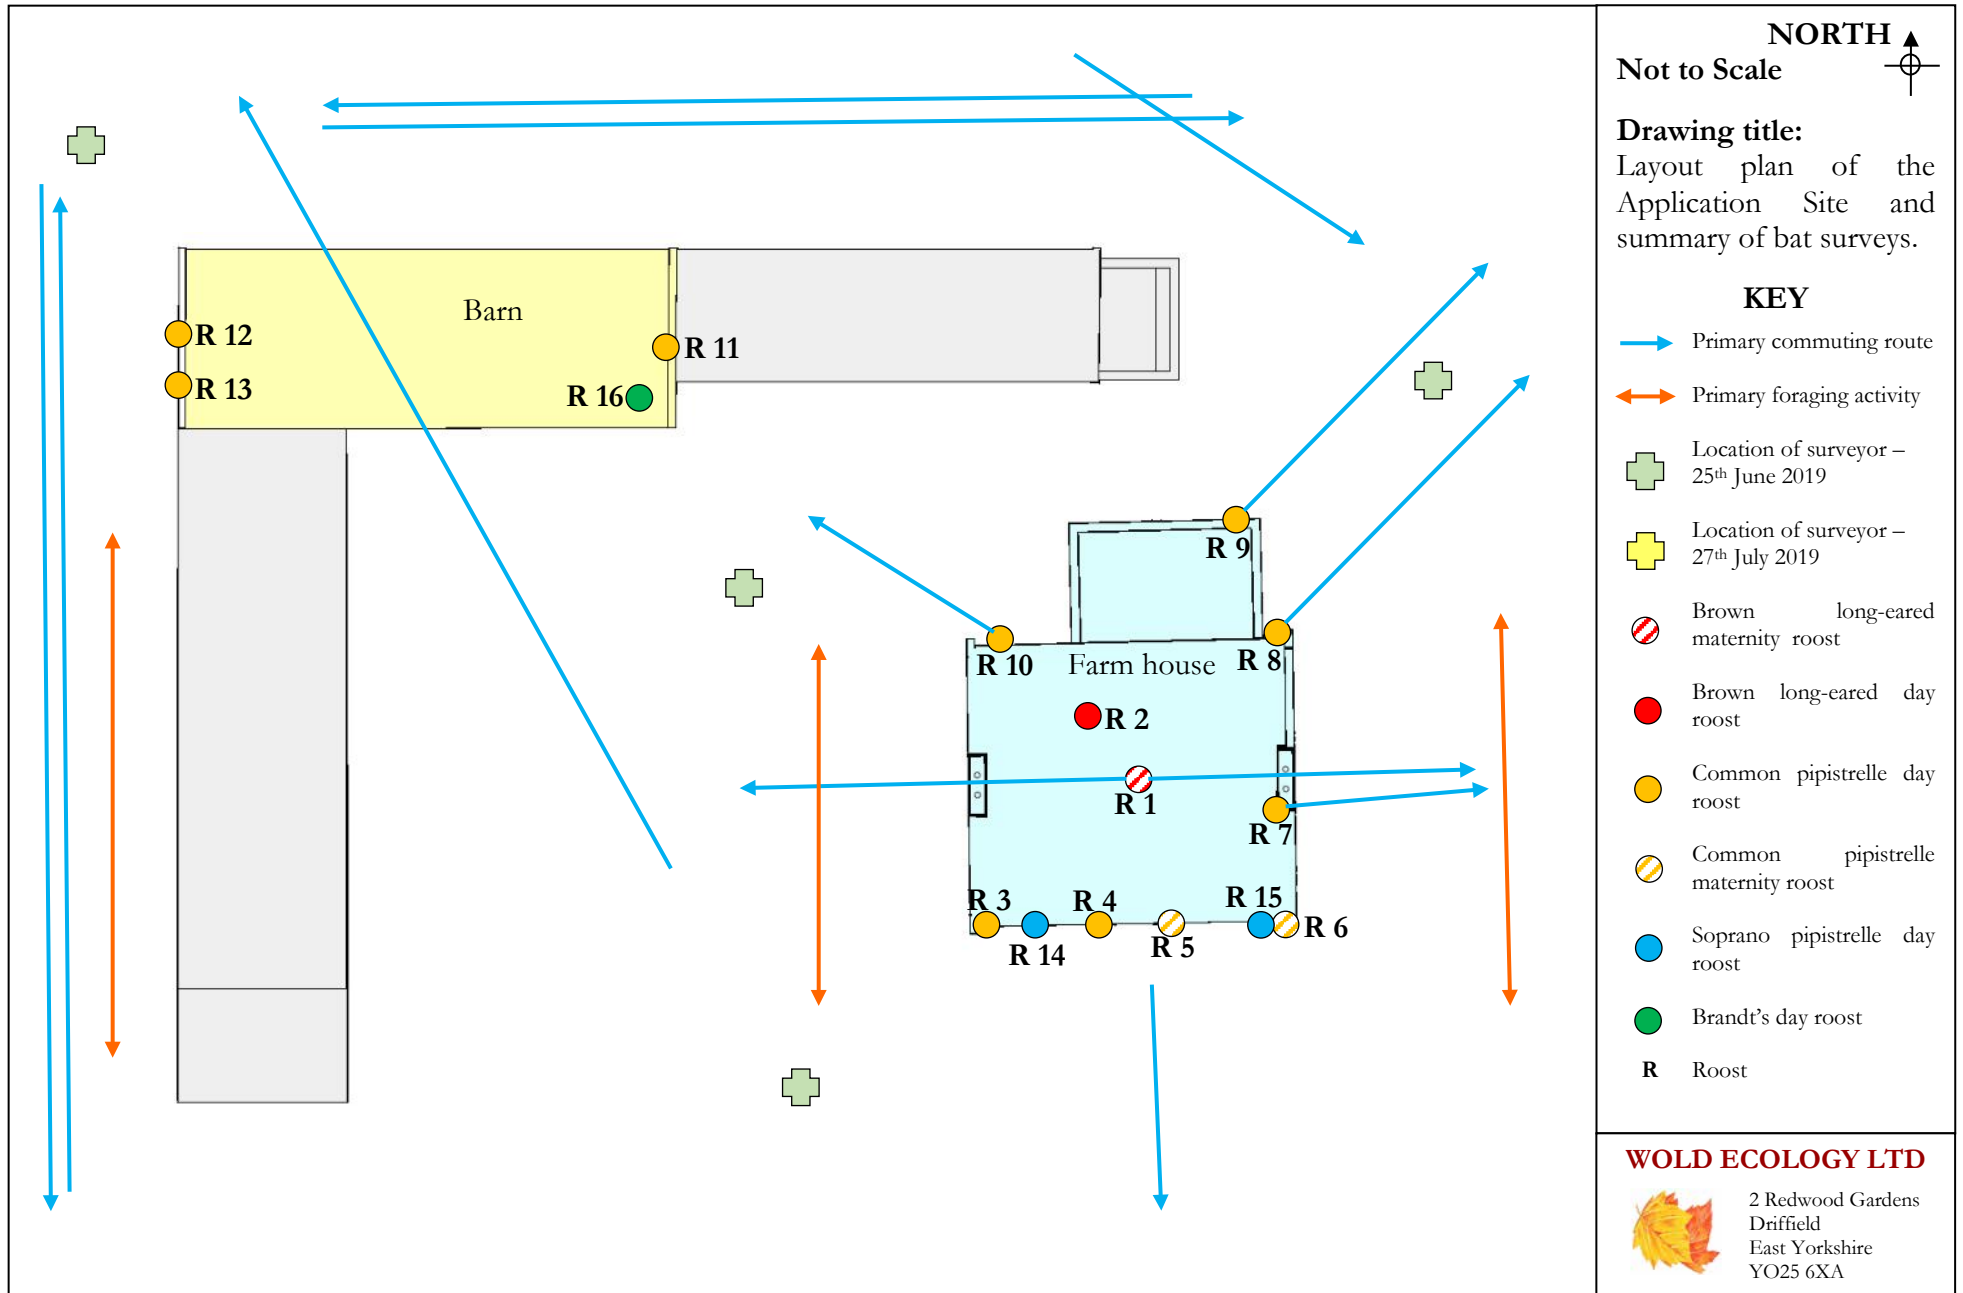 Barn
R 12
R 13
R 11
R 16
R 9
R 10
Farm house
R 8
R 2
R 1
R 7
R 3
R 14
R 4
R 5
R 15
R 6
NORTH
Not to Scale
Drawing title:
Layout plan of the
Application Site and
summary of bat surveys.
KEY
Primary commuting route
Primary foraging activity
Location of surveyor –
25th June 2019
Location of surveyor –
27th July 2019
Brown long-eared
maternity roost
Brown long-eared day
roost
Common pipistrelle day
roost
Common pipistrelle
maternity roost
Soprano pipistrelle day
roost
Brandt's day roost
R Roost
WOLD ECOLOGY LTD
2 Redwood Gardens
Driffield
East Yorkshire
YO25 6XA